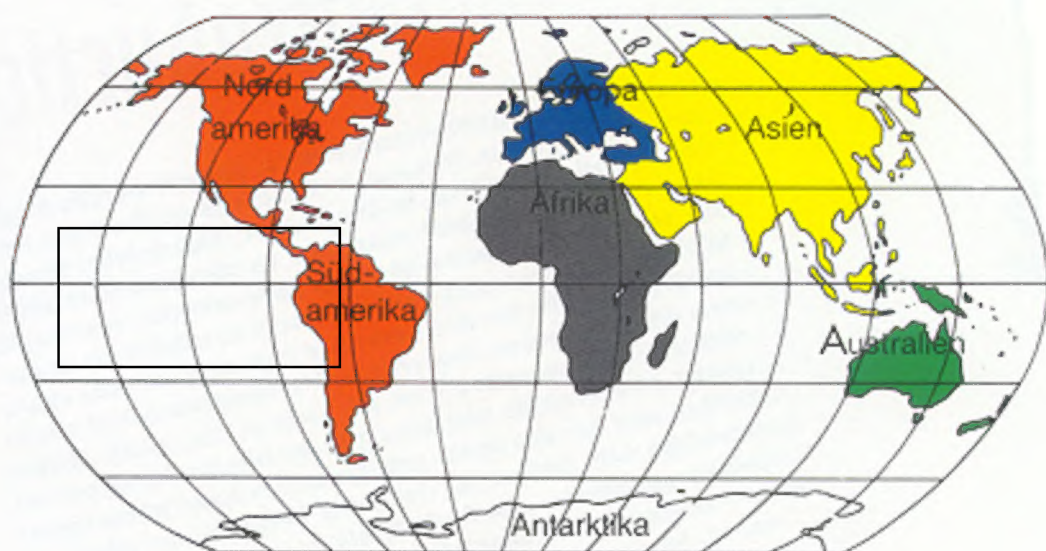 Nord
amerika
Europa
Asien
Afrika
Süd-
amerika
Australien
Antarktika